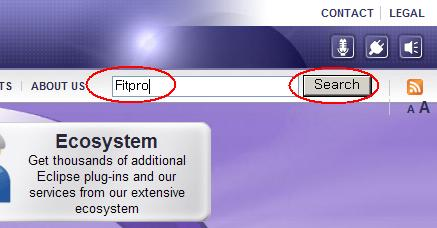 CONTACT | LEGAL
TS | ABOUT US Fitpro Search
A A
Ecosystem
Get thousands of additional
Eclipse plug-ins and our
services from our extensive
ecosystem